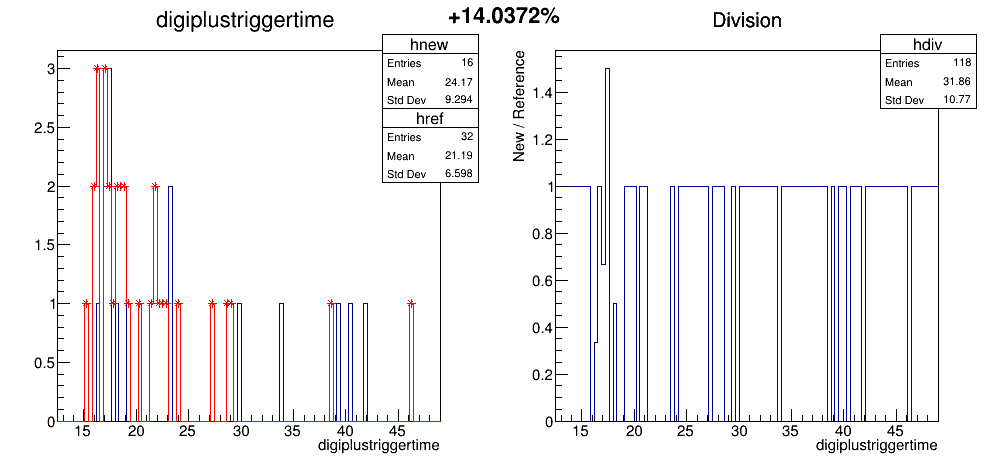 +14.0372%
digiplustriggertime
hnew
Entries 16
Mean 24.17
Std Dev 9.294
href
Entries 32
Mean 21.19
Std Dev 6.598
3
2.5
2
1.5
1
0.5
0
15 20 25 30 35 40 45
digiplustriggertime
Division
hdiv
Entries 118
Mean 31.86
Std Dev 10.77
New / Reference
1.4
1.2
1
0.8
0.6
0.4
0.2
0
15 20 25 30 35 40 45
digiplustriggertime